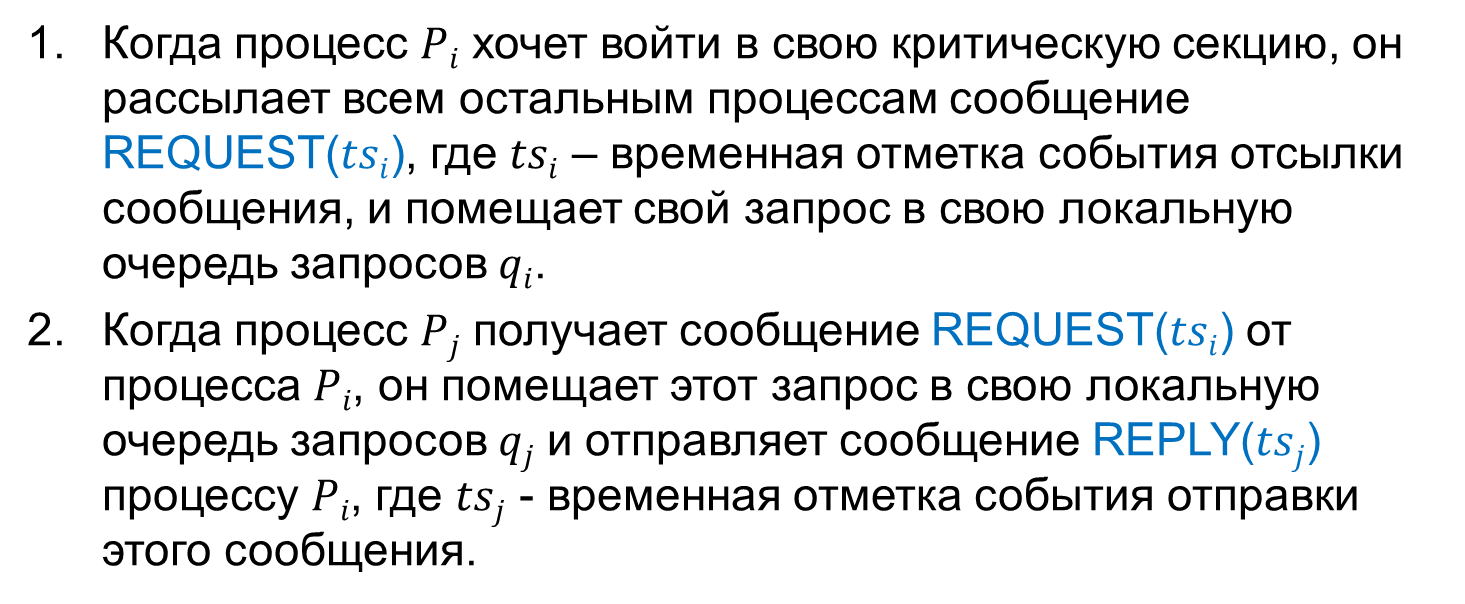 1. Когда процесс Pᵢ хочет войти в свою критическую секцию, он
рассылает всем остальным процессам сообщение
REQUEST(tsᵢ), где tsᵢ – временная отметка события отсылки
сообщения, и помещает свой запрос в свою локальную
очередь запросов qᵢ.
2. Когда процесс Pⱼ получает сообщение REQUEST(tsᵢ) от
процесса Pᵢ, он помещает этот запрос в свою локальную
очередь запросов qⱼ и отправляет сообщение REPLY(tsⱼ)
процессу Pᵢ, где tsⱼ - временная отметка события отправки
этого сообщения.